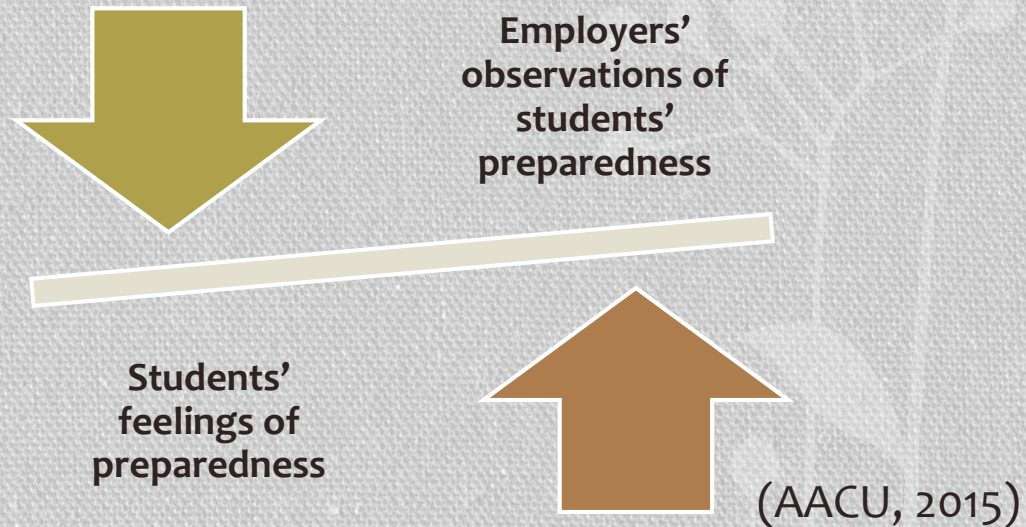 Employers’
observations of
students’
preparedness
Students’
feelings of
preparedness
(AACU, 2015)